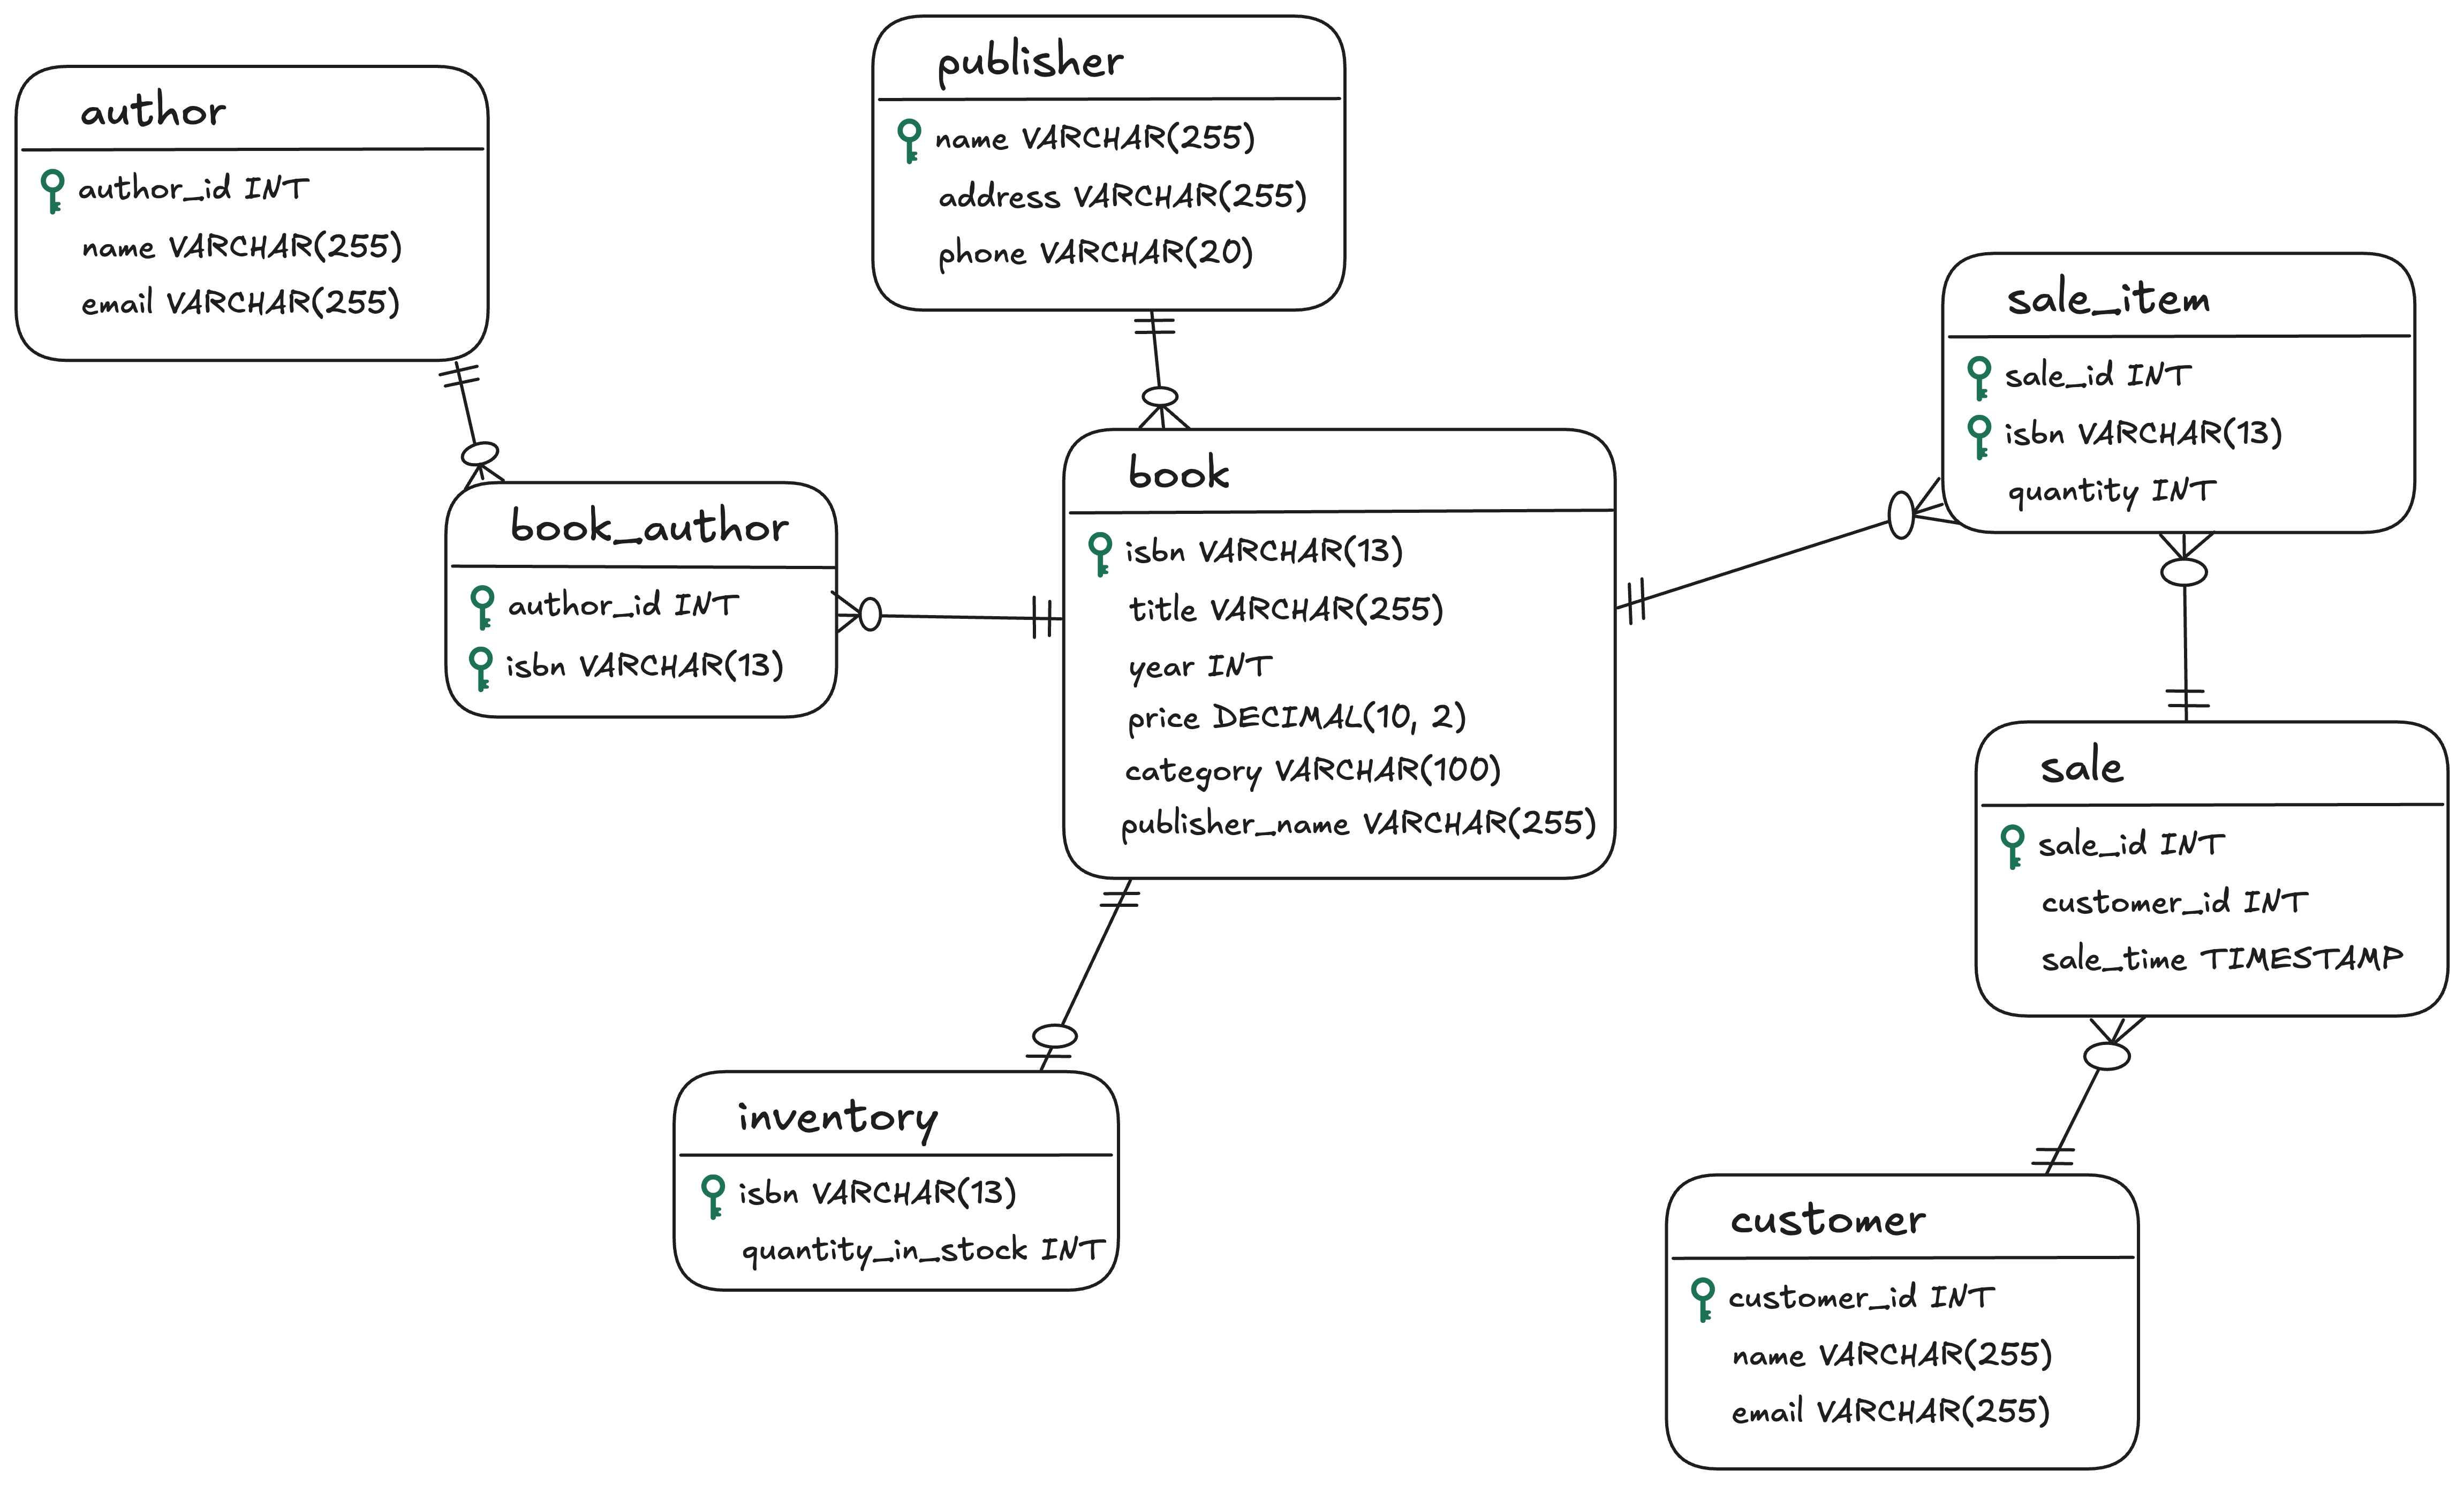 author
author_id INT
name VARCHAR(255)
email VARCHAR(255)
publisher
name VARCHAR(255)
address VARCHAR(255)
phone VARCHAR(20)
sale_item
sale_id INT
isbn VARCHAR(13)
quantity INT
book_author
author_id INT
isbn VARCHAR(13)
book
isbn VARCHAR(13)
title VARCHAR(255)
year INT
price DECIMAL(10, 2)
category VARCHAR(100)
publisher_name VARCHAR(255)
sale
sale_id INT
customer_id INT
sale_time TIMESTAMP
inventory
isbn VARCHAR(13)
quantity_in_stock INT
customer
customer_id INT
name VARCHAR(255)
email VARCHAR(255)